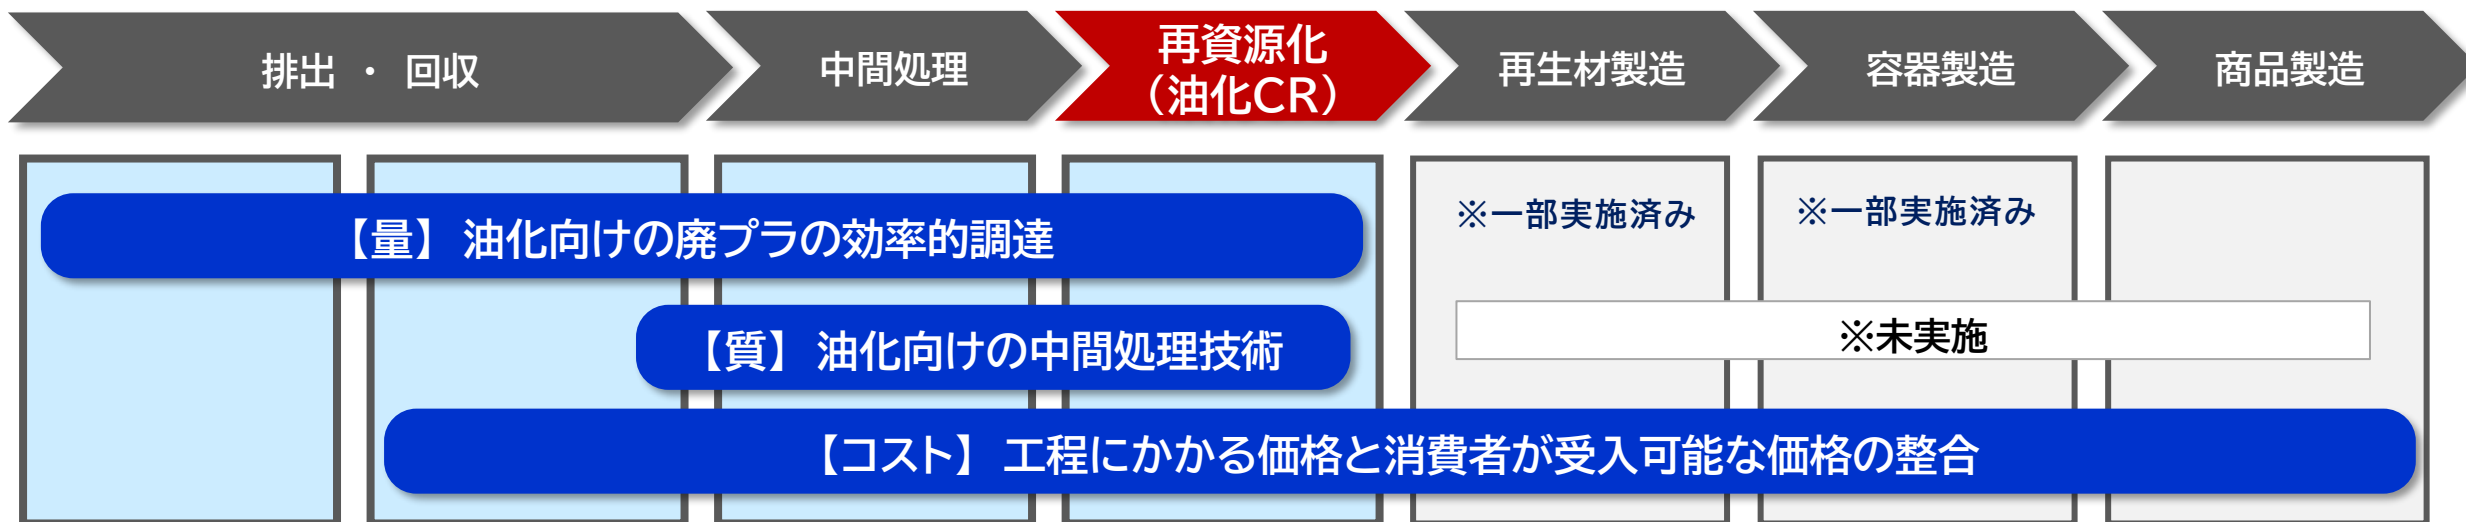 排出 ・ 回収
中間処理
再資源化
（油化CR）
再生材製造
容器製造
商品製造
【量】 油化向けの廃プラの効率的調達
※一部実施済み
※一部実施済み
【質】 油化向けの中間処理技術
※未実施
【コスト】 工程にかかる価格と消費者が受入可能な価格の整合